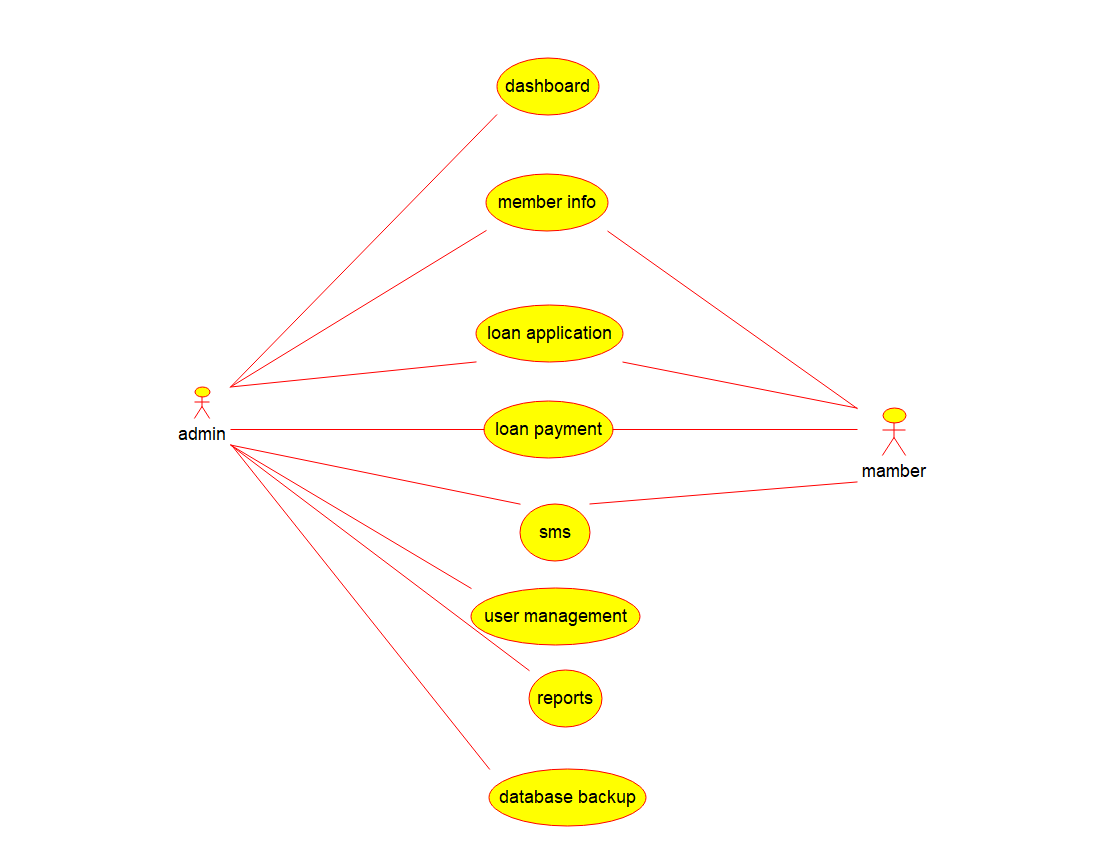 dashboard
member info
loan application
loan payment
admin
mamber
sms
user management
reports
database backup